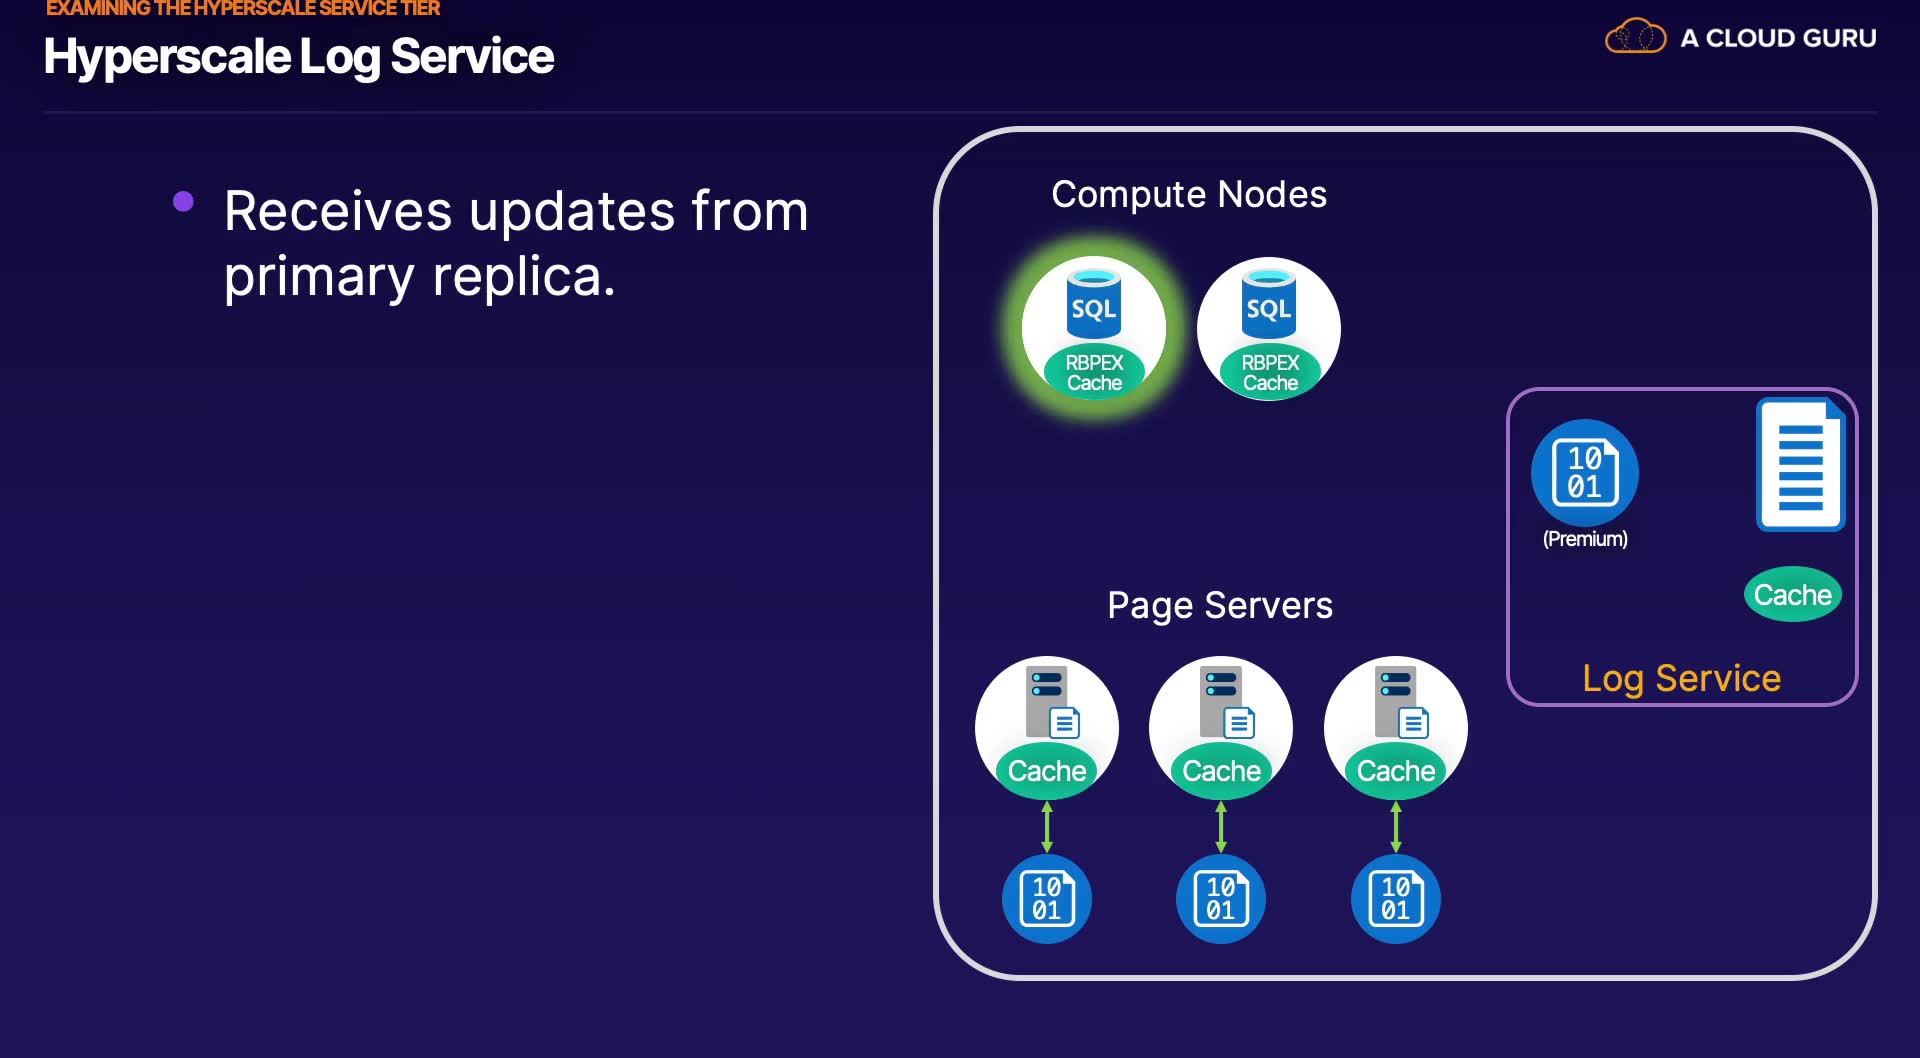 EXAMINING THE HYPERSCALE SERVICE TIER
Hyperscale Log Service
A CLOUD GURU
Receives updates from
primary replica.
Compute Nodes
SQL
RBPEX
Cache
SQL
RBPEX
Cache
10
01
(Premium)
Cache
Log Service
Page Servers
Cache
Cache
Cache
10
01
10
01
10
01